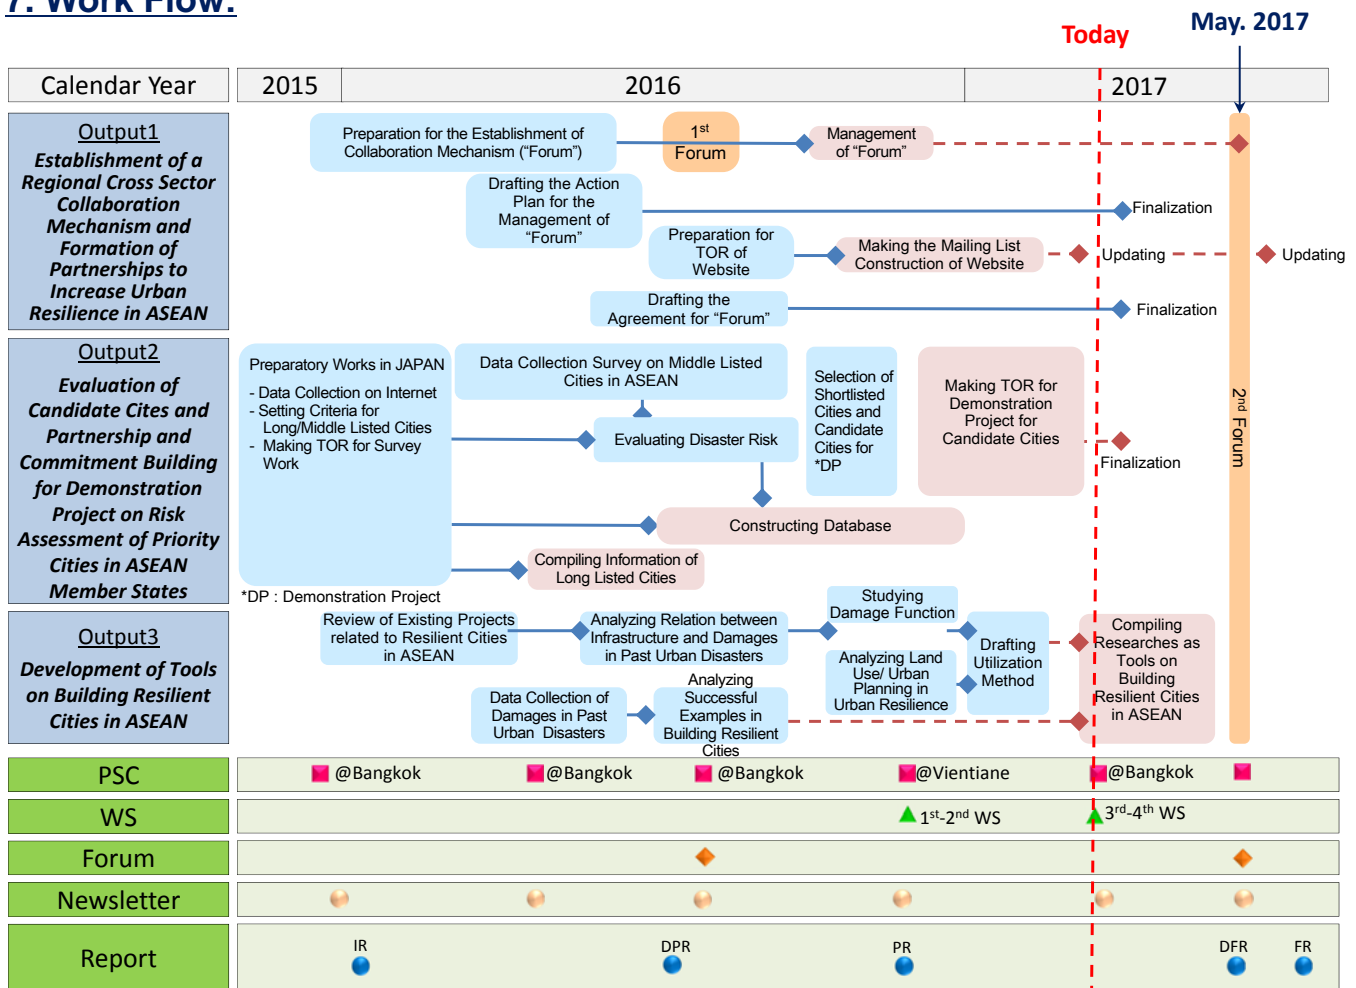 7. Work Flow:
May. 2017
Today
Calendar Year
2015
2016
2017
Output1
Establishment of a
Regional Cross Sector
Collaboration
Mechanism and
Formation of
Partnerships to
Increase Urban
Resilience in ASEAN
Preparation for the Establishment of
Collaboration Mechanism (“Forum”)
1st
Forum
Management
of “Forum”
Drafting the Action
Plan for the
Management of
“Forum”
Finalization
Preparation for
TOR of
Website
Making the Mailing List
Construction of Website
Updating
Updating
Drafting the
Agreement for “Forum”
Finalization
2nd Forum
Output2
Evaluation of
Candidate Cites and
Partnership and
Commitment Building
for Demonstration
Project on Risk
Assessment of Priority
Cities in ASEAN
Member States
Preparatory Works in JAPAN
- Data Collection on Internet
- Setting Criteria for
Long/Middle Listed Cities
- Making TOR for Survey
Work
Data Collection Survey on Middle Listed
Cities in ASEAN
Evaluating Disaster Risk
Selection of
Shortlisted
Cities and
Candidate
Cities for
*DP
Making TOR for
Demonstration
Project for
Candidate Cities
Finalization
Constructing Database
Compiling Information of
Long Listed Cities
*DP : Demonstration Project
Output3
Development of Tools
on Building Resilient
Cities in ASEAN
Review of Existing Projects
related to Resilient Cities
in ASEAN
Analyzing Relation between
Infrastructure and Damages
in Past Urban Disasters
Studying
Damage Function
Analyzing Land
Use/ Urban
Planning in
Urban Resilience
Drafting
Utilization
Method
Compiling
Researches as
Tools on
Building
Resilient Cities
in ASEAN
Data Collection of
Damages in Past
Urban Disasters
Analyzing
Successful
Examples in
Building Resilient
Cities
PSC
@Bangkok
@Bangkok
@Bangkok
@Vientiane
@Bangkok
WS
1st-2nd WS
3rd-4th WS
Forum
Newsletter
Report
IR
DPR
PR
DFR
FR